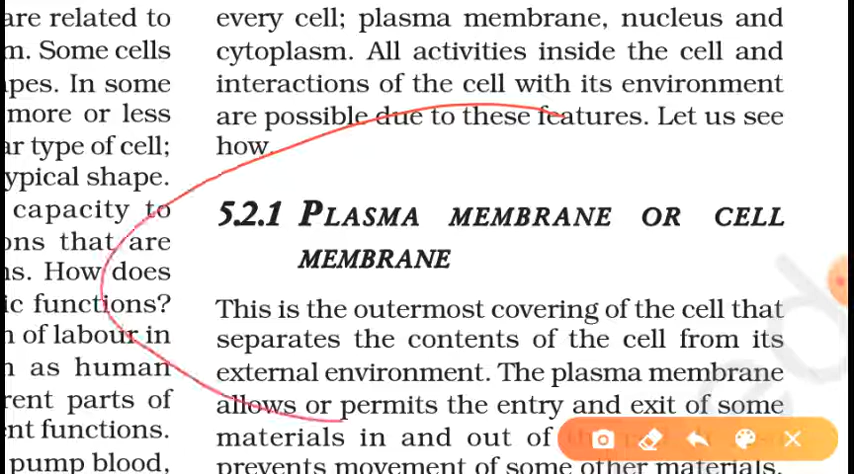 are related to
m. Some cells
apes. In some
more or less
ar type of cell;
ypical shape.
capacity to
ons that are
ns. How does
ic functions?
n of labour in
h as human
rent parts of
ent functions.
pump blood,
every cell; plasma membrane, nucleus and
cytoplasm. All activities inside the cell and
interactions of the cell with its environment
are possible due to these features. Let us see
how.
5.2.1 PLASMA MEMBRANE OR CELL
MEMBRANE
This is the outermost covering of the cell that
separates the contents of the cell from its
external environment. The plasma membrane
allows or permits the entry and exit of some
materials in and out of
prevents movement of some other materials.